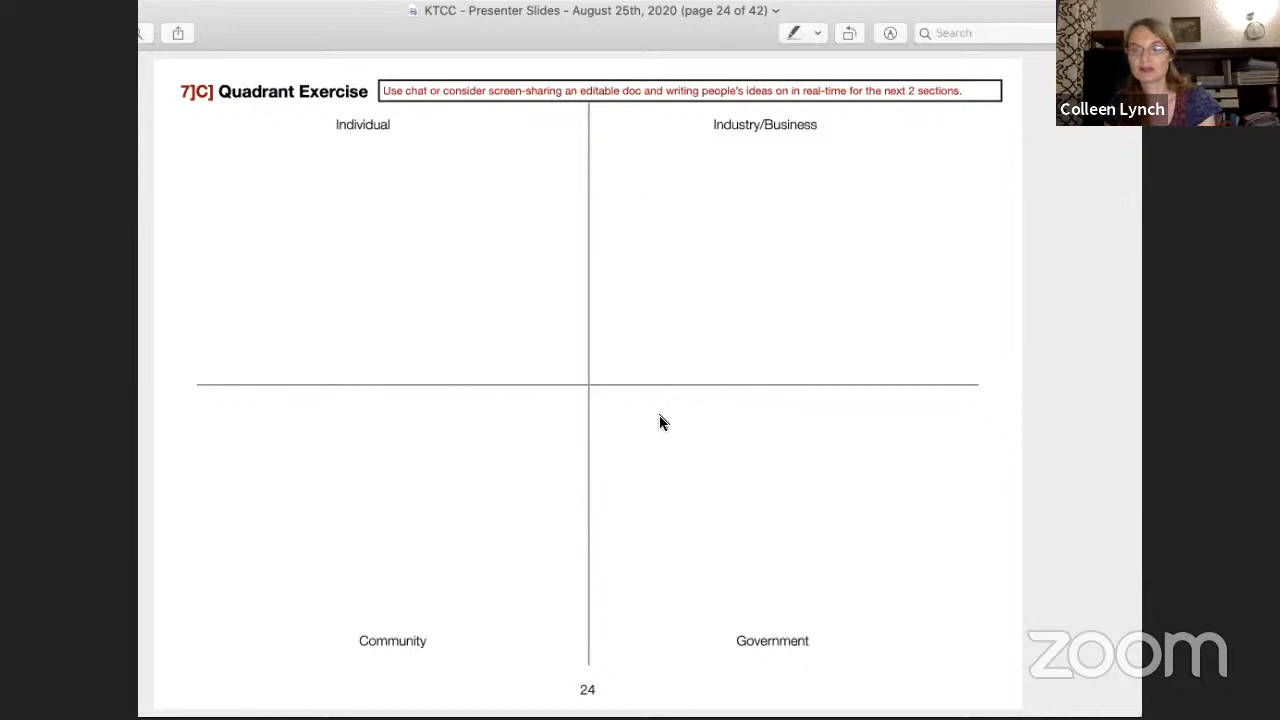 KTCC - Presenter Slides - August 25th, 2020 (page 24 of 42)
Search
Colleen Lynch
7]C] Quadrant Exercise
Use chat or consider screen-sharing an editable doc and writing people's ideas on in real-time for the next 2 sections.
Individual
Industry/Business
Community
Government
24
zoom